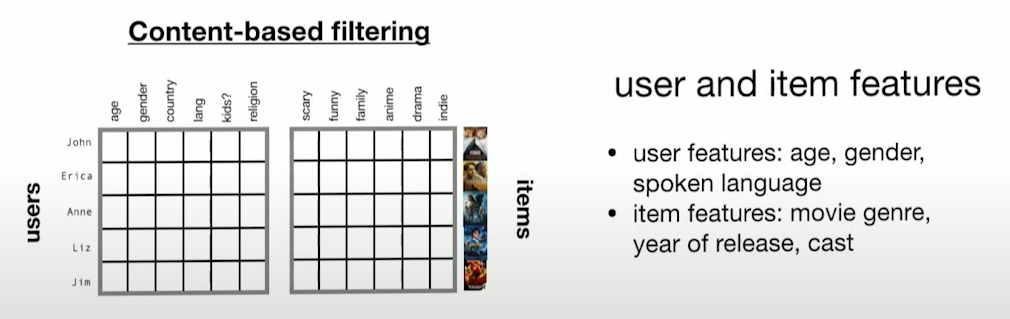 Content-based filtering
age
gender
country
lang
kids?
religion
scary
funny
family
anime
drama
indie
users
John
Erica
Anne
Liz
Jim
items
user and item features
• user features: age, gender,
spoken language
• item features: movie genre,
year of release, cast